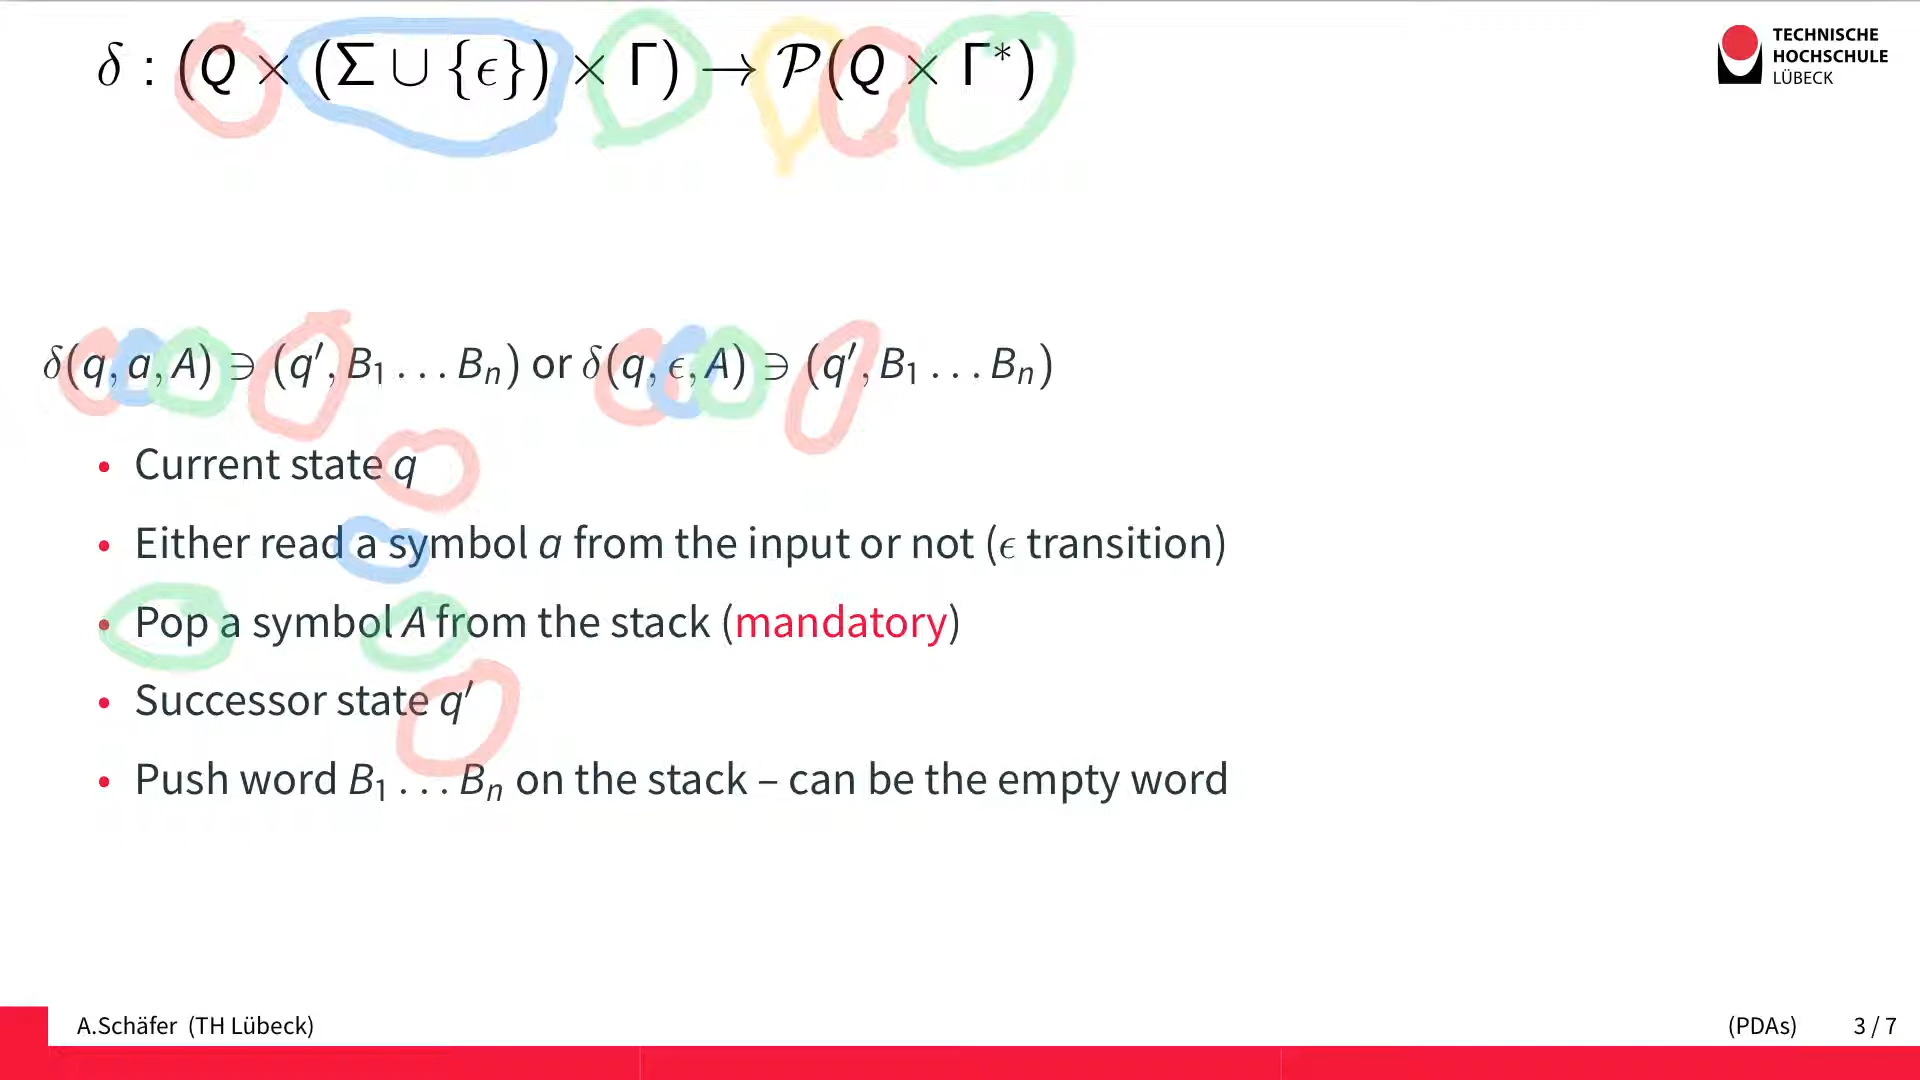 δ : (Q × (Σ ∪ {ϵ}) × Γ) → 𝒫(Q × Γ*)
TECHNISCHE
HOCHSCHULE
LÜBECK
δ(q, a, A) ∋ (q′, B₁ … Bₙ) or δ(q, ϵ, A) ∋ (q′, B₁ … Bₙ)
• Current state q
• Either read a symbol a from the input or not (ϵ transition)
• Pop a symbol A from the stack (mandatory)
• Successor state q′
• Push word B₁ … Bₙ on the stack – can be the empty word
A.Schäfer (TH Lübeck) (PDAs) 3 / 7